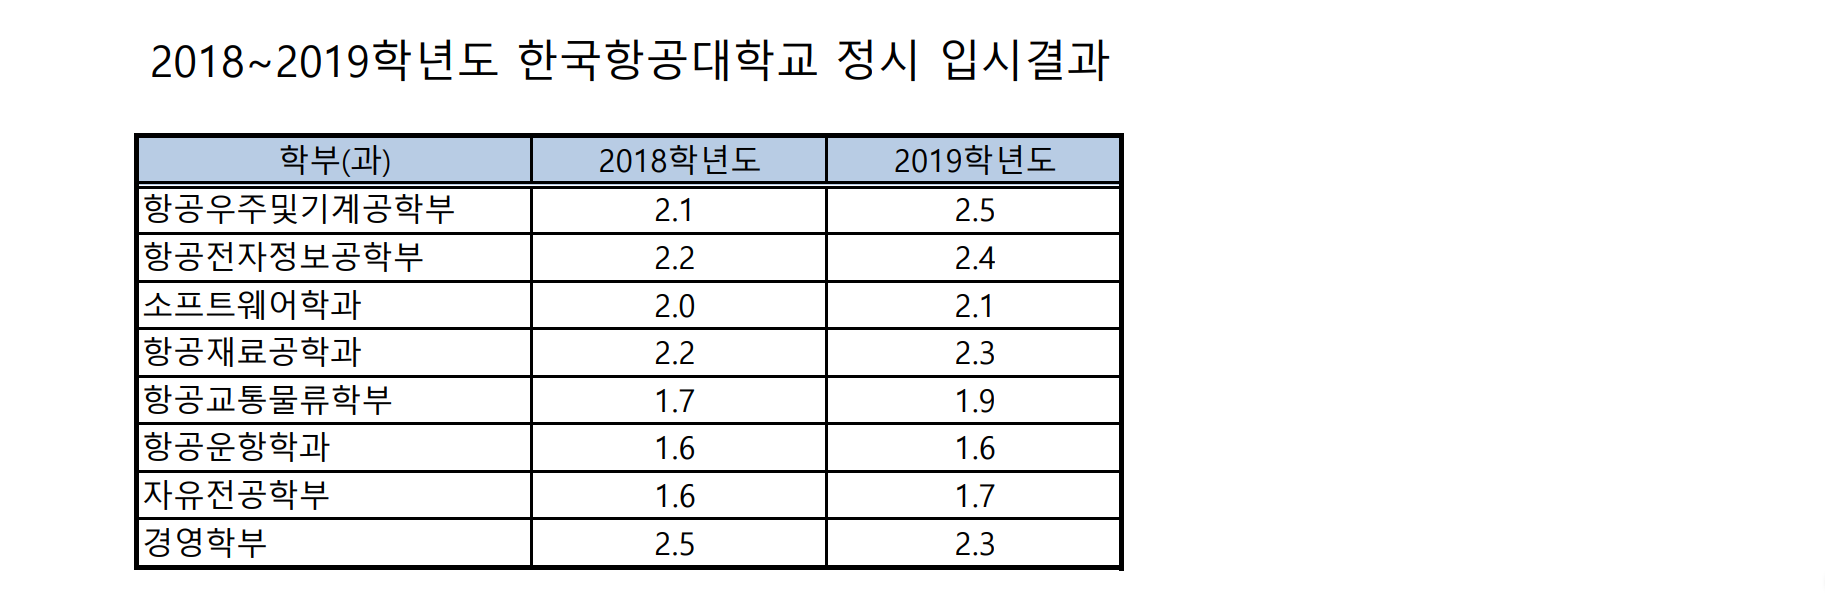 2018~2019학년도 한국항공대학교 정시 입시결과
학부(과) 2018학년도 2019학년도
항공우주및기계공학부 2.1 2.5
항공전자정보공학부 2.2 2.4
소프트웨어학과 2.0 2.1
항공재료공학과 2.2 2.3
항공교통물류학부 1.7 1.9
항공운항학과 1.6 1.6
자유전공학부 1.6 1.7
경영학부 2.5 2.3